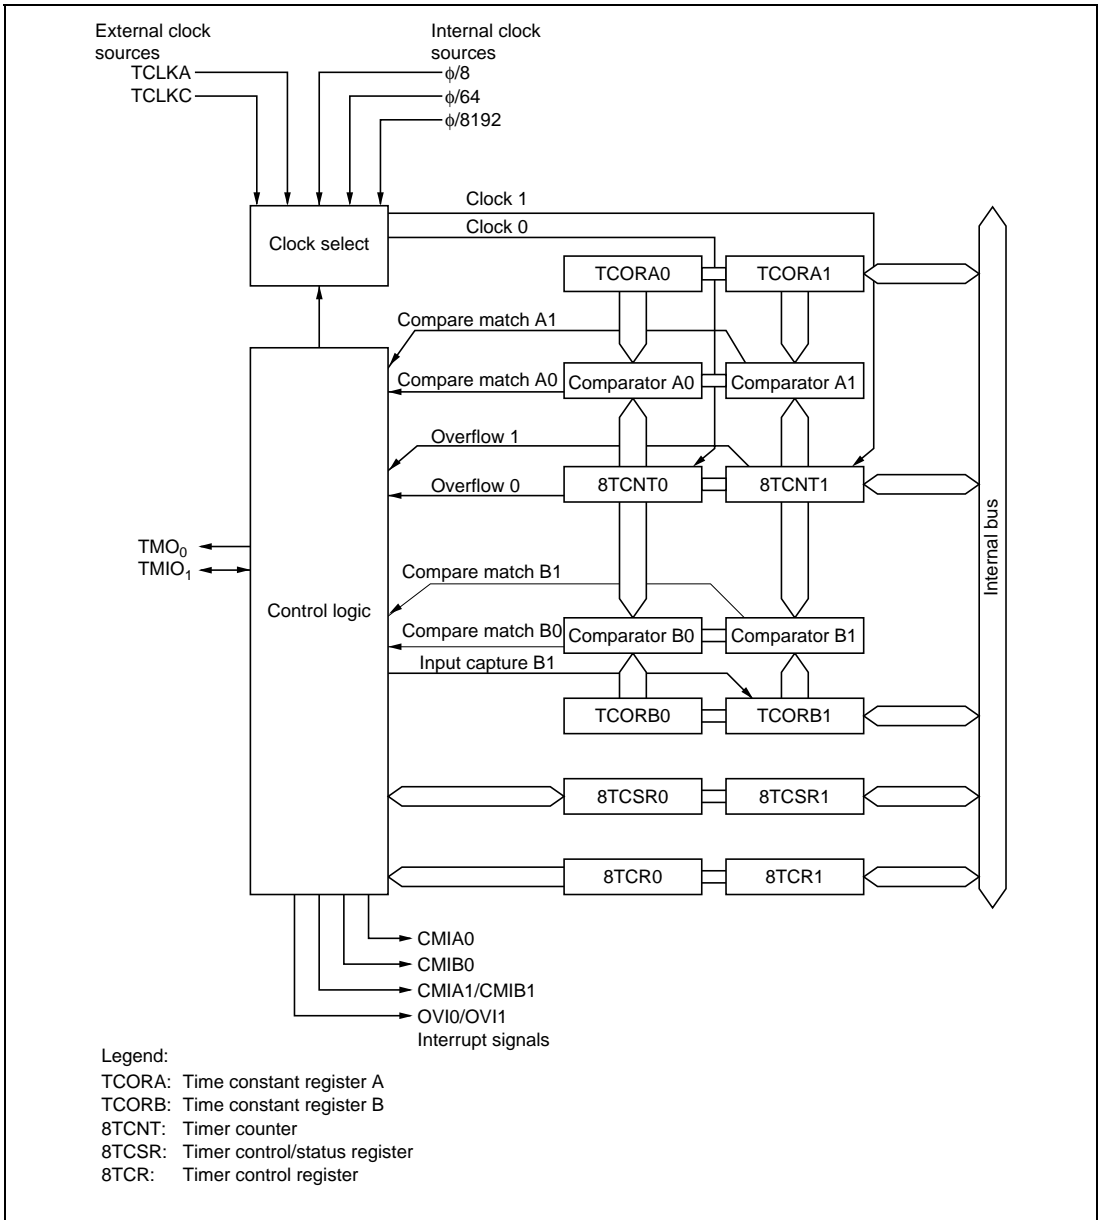 External clock
sources
Internal clock
sources
TCLKA
φ/8
TCLKC
φ/64
φ/8192
Clock 1
Clock select
Clock 0
TCORA0
TCORA1
Compare match A1
Compare match A0
Comparator A0
Comparator A1
Overflow 1
Overflow 0
8TCNT0
8TCNT1
Internal bus
TMO0
TMIO1
Control logic
Compare match B1
Compare match B0
Comparator B0
Comparator B1
Input capture B1
TCORB0
TCORB1
8TCSR0
8TCSR1
8TCR0
8TCR1
CMIA0
CMIB0
CMIA1/CMIB1
OVI0/OVI1
Interrupt signals
Legend:
TCORA: Time constant register A
TCORB: Time constant register B
8TCNT: Timer counter
8TCSR: Timer control/status register
8TCR: Timer control register